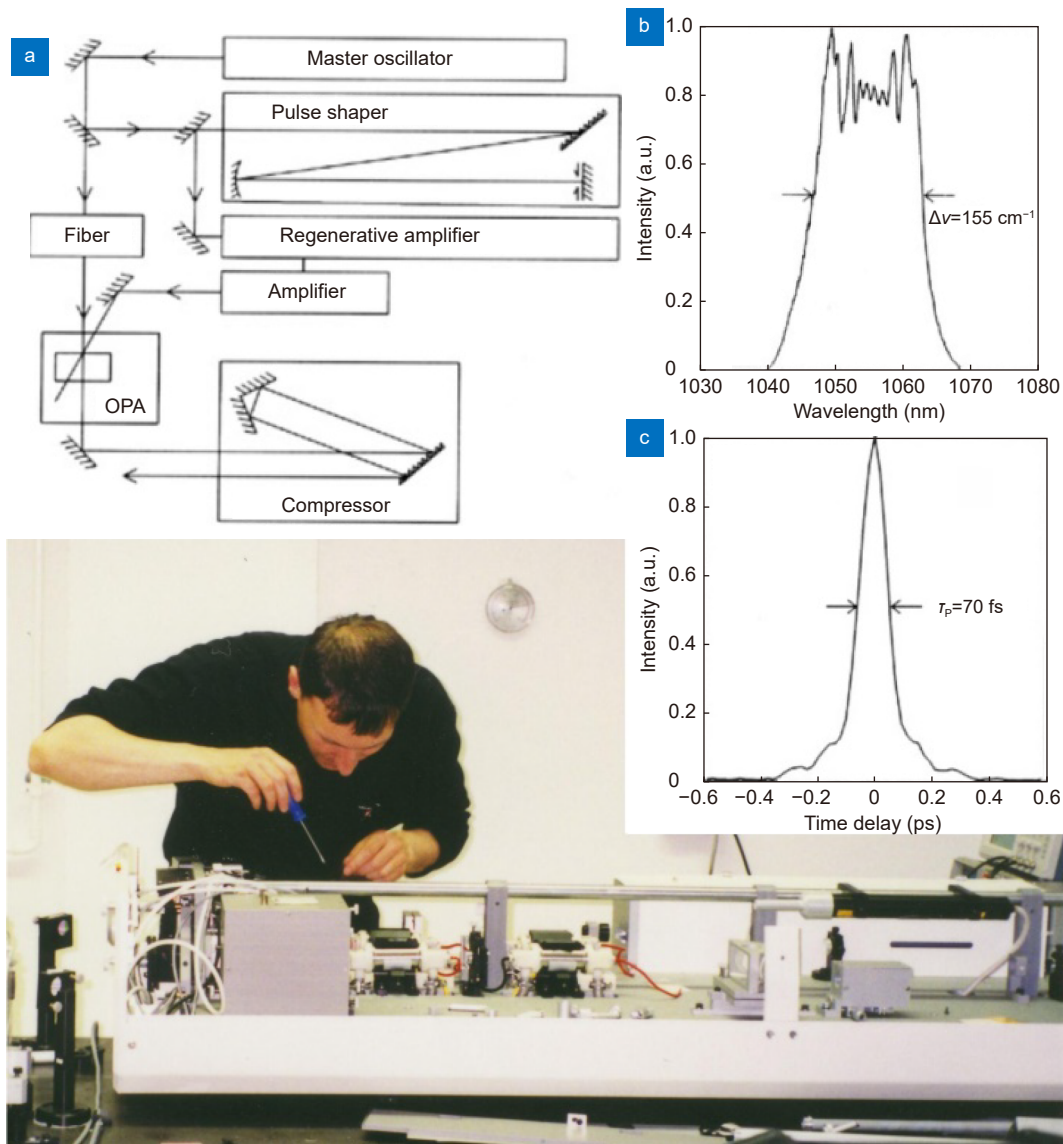 a
Master oscillator
Pulse shaper
Fiber
Regenerative amplifier
Amplifier
OPA
Compressor
b
1.0
0.8
0.6
0.4
0.2
0
Intensity (a.u.)
Δν=155 cm⁻¹
1030 1040 1050 1060 1070 1080
Wavelength (nm)
c
1.0
0.8
0.6
0.4
0.2
0
Intensity (a.u.)
τP=70 fs
−0.6 −0.4 −0.2 0 0.2 0.4 0.6
Time delay (ps)